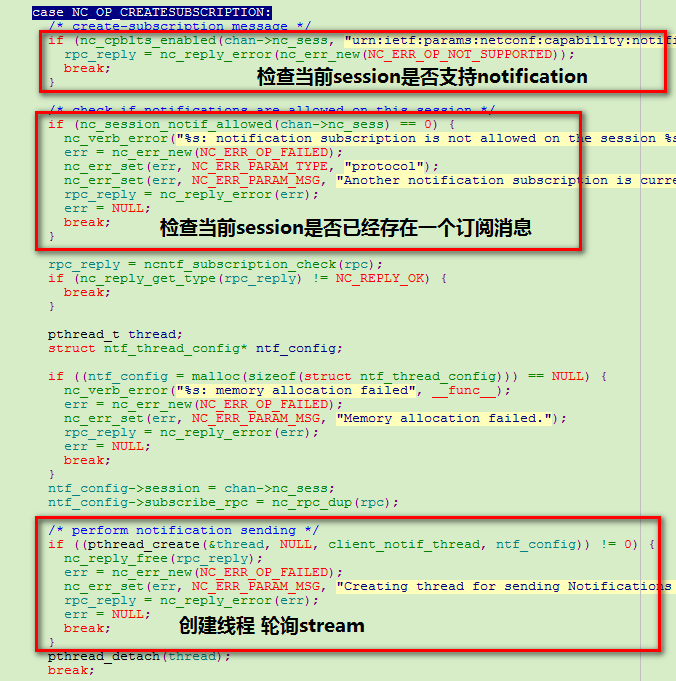 case NC_OP_CREATESUBSCRIPTION:
/* create-subscription message */
if (nc_cpblts_enabled(chan->nc_sess, "urn:ietf:params:netconf:capability:notifi
rpc_reply = nc_reply_error(nc_err_new(NC_ERR_OP_NOT_SUPPORTED));
break;
}
检查当前session是否支持notification
/* check if notifications are allowed on this session */
if (nc_session_notif_allowed(chan->nc_sess) == 0) {
nc_verb_error("%s: notification subscription is not allowed on the session %s
err = nc_err_new(NC_ERR_OP_FAILED);
nc_err_set(err, NC_ERR_PARAM_TYPE, "protocol");
nc_err_set(err, NC_ERR_PARAM_MSG, "Another notification subscription is curre
rpc_reply = nc_reply_error(err);
err = NULL;
break;
}
检查当前session是否已经存在一个订阅消息
rpc_reply = ncntf_subscription_check(rpc);
if (nc_reply_get_type(rpc_reply) != NC_REPLY_OK) {
break;
}
pthread_t thread;
struct ntf_thread_config* ntf_config;
if ((ntf_config = malloc(sizeof(struct ntf_thread_config))) == NULL) {
nc_verb_error("%s: memory allocation failed", __func__);
err = nc_err_new(NC_ERR_OP_FAILED);
nc_err_set(err, NC_ERR_PARAM_MSG, "Memory allocation failed.");
rpc_reply = nc_reply_error(err);
err = NULL;
break;
}
ntf_config->session = chan->nc_sess;
ntf_config->subscribe_rpc = nc_rpc_dup(rpc);
/* perform notification sending */
if ((pthread_create(&thread, NULL, client_notif_thread, ntf_config)) != 0) {
nc_reply_free(rpc_reply);
err = nc_err_new(NC_ERR_OP_FAILED);
nc_err_set(err, NC_ERR_PARAM_MSG, "Creating thread for sending Notifications
rpc_reply = nc_reply_error(err);
err = NULL;
break;
}
创建线程 轮询stream
pthread_detach(thread);
break;